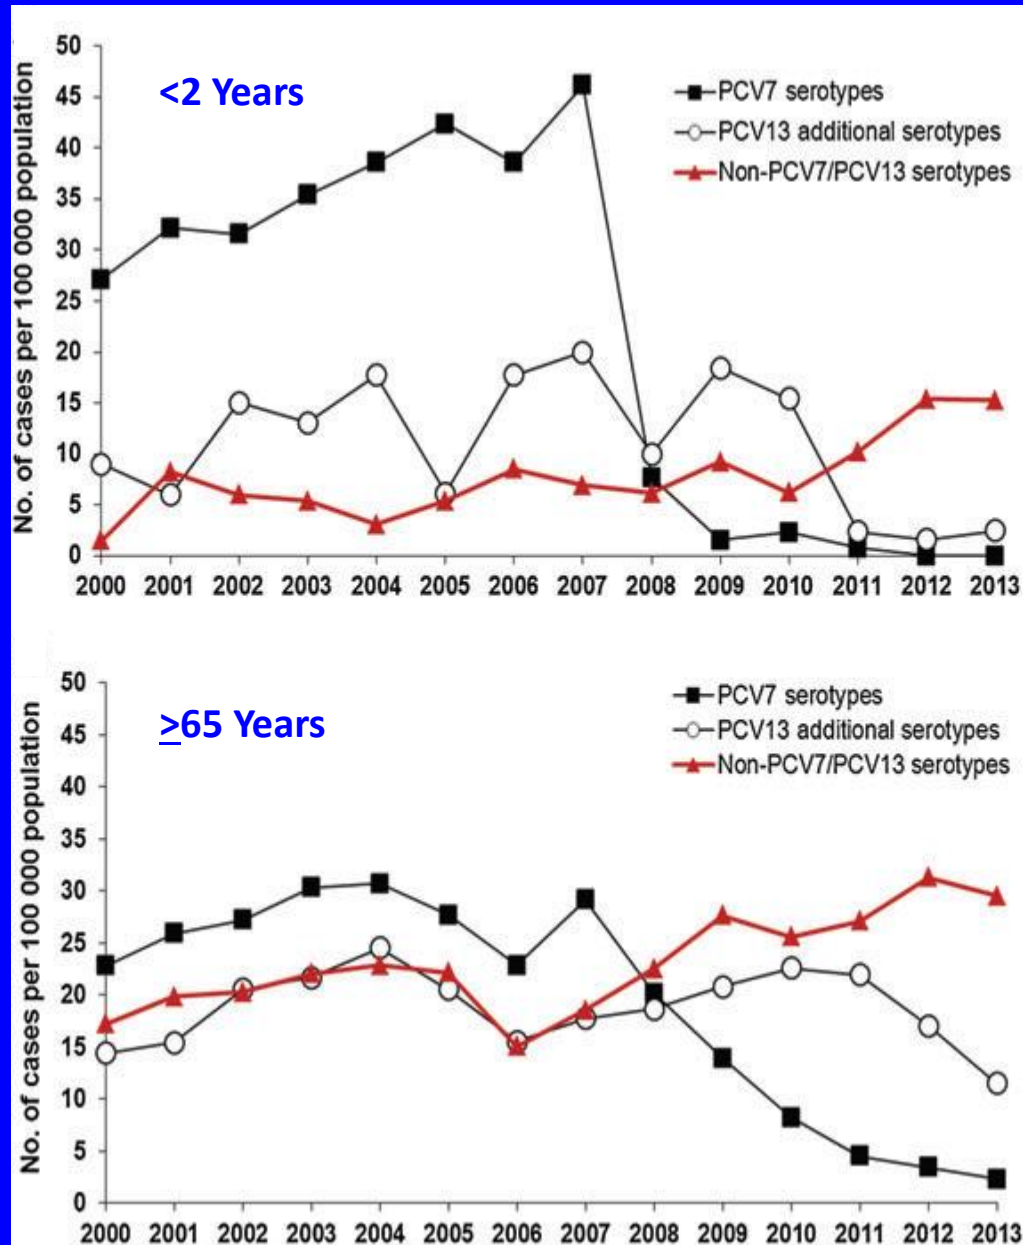 <2 Years
PCV7 serotypes
PCV13 additional serotypes
Non-PCV7/PCV13 serotypes
No. of cases per 100 000 population
50
45
40
35
30
25
20
15
10
5
0
2000 2001 2002 2003 2004 2005 2006 2007 2008 2009 2010 2011 2012 2013
≥65 Years
PCV7 serotypes
PCV13 additional serotypes
Non-PCV7/PCV13 serotypes
No. of cases per 100 000 population
50
45
40
35
30
25
20
15
10
5
0
2000 2001 2002 2003 2004 2005 2006 2007 2008 2009 2010 2011 2012 2013